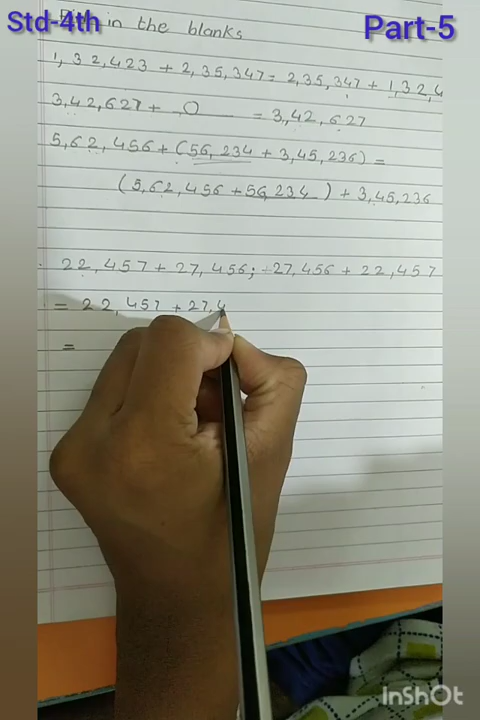 Std-4th
Part-5
in the blanks
1,32,423 + 2,35,347 = 2,35,347 + 1,32,4
3,42,627 + 0 = 3,42,627
5,62,456 + (56,234 + 3,45,236) =
(5,62,456 + 56,234) + 3,45,236
22,457 + 27,456; 27,456 + 22,457
= 22,457 + 27,4
=
InShOt